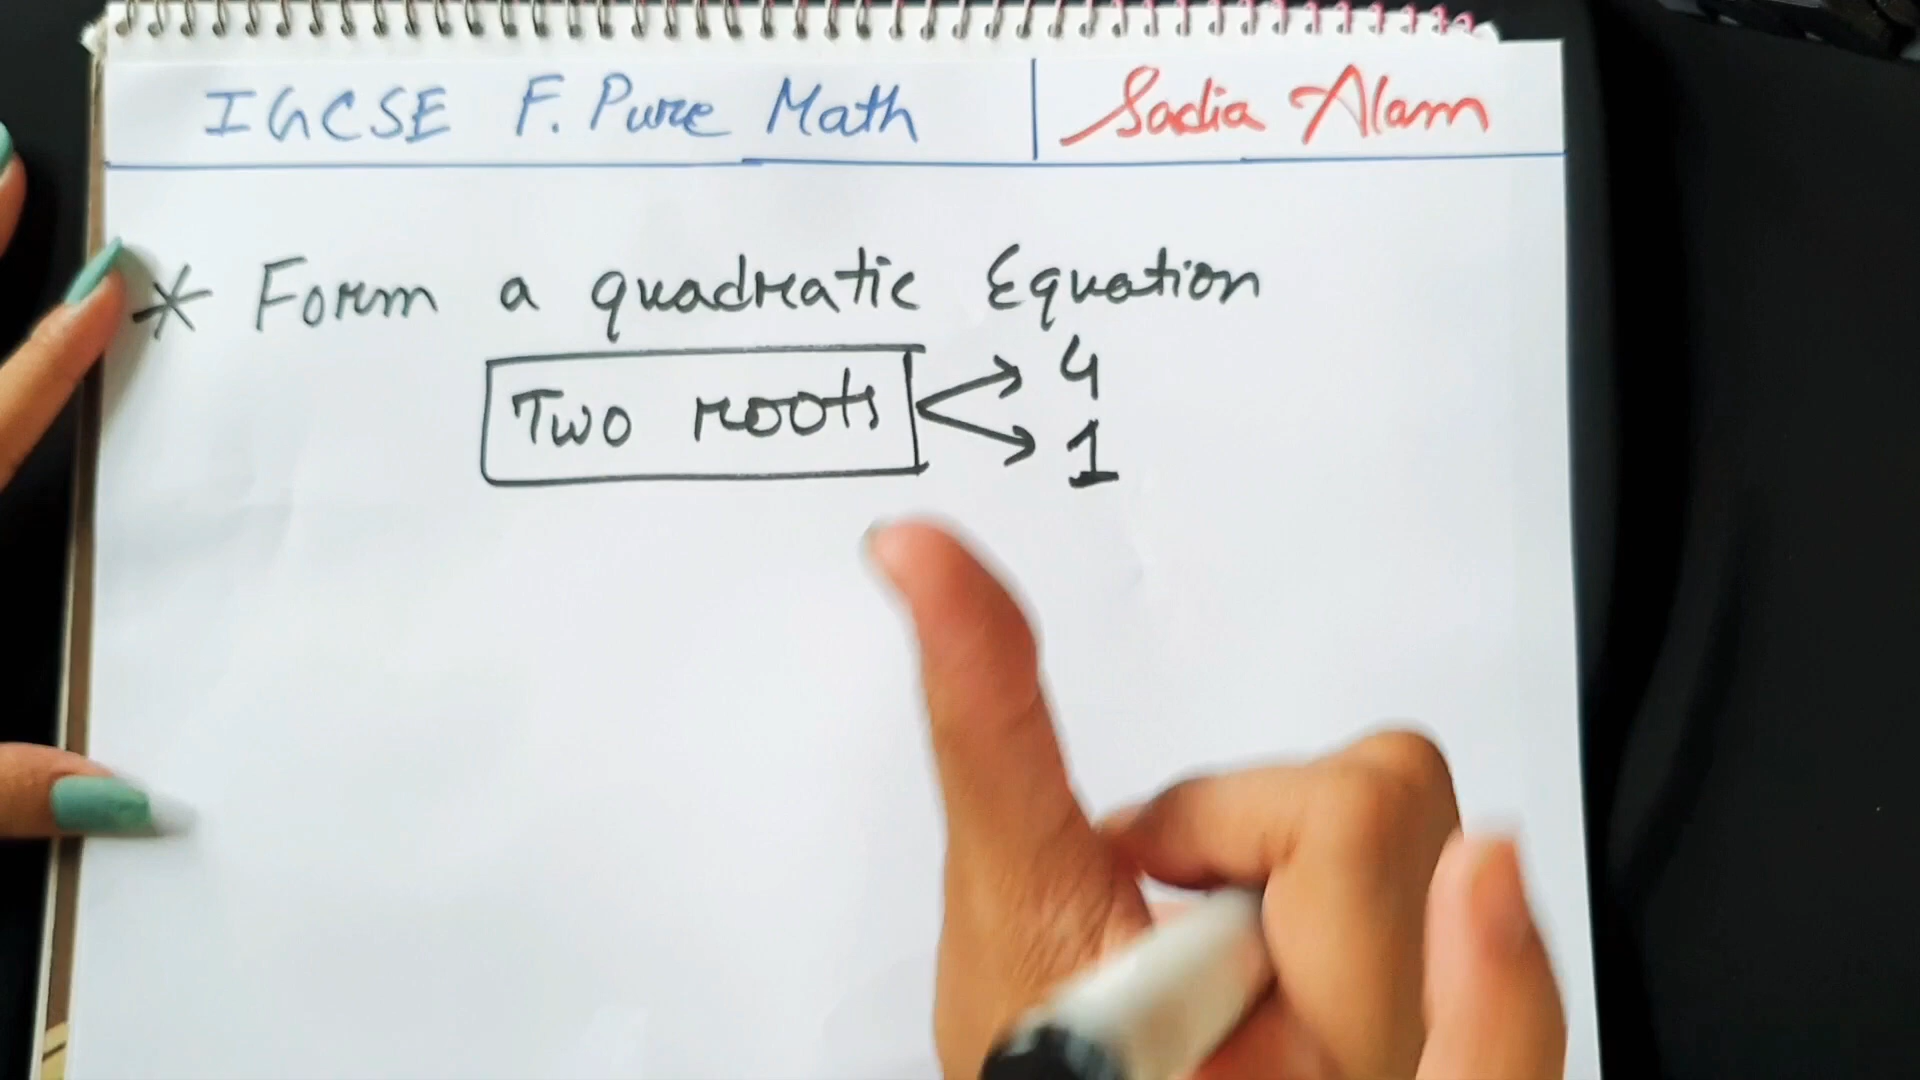 IGCSE F. Pure Math | Sadia Alam
* Form a quadratic Equation
Two roots
4
1